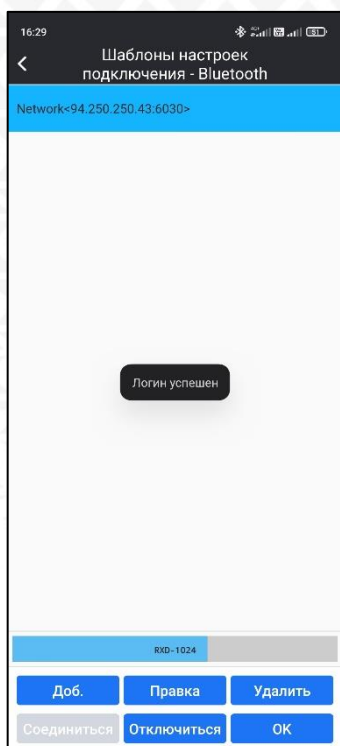 16:29
Шаблоны настроек
подключения - Bluetooth
Network<94.250.250.43:6030>
Логин успешен
RXD-1024
Доб. Правка Удалить
Соединиться Отключиться OK